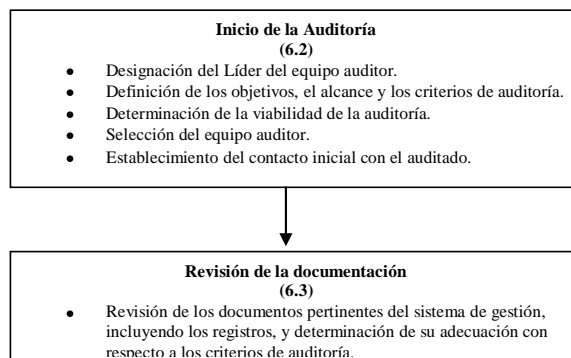 Inicio de la Auditoría
(6.2)
● Designación del Líder del equipo auditor.
● Definición de los objetivos, el alcance y los criterios de auditoría.
● Determinación de la viabilidad de la auditoría.
● Selección del equipo auditor.
● Establecimiento del contacto inicial con el auditado.
Revisión de la documentación
(6.3)
● Revisión de los documentos pertinentes del sistema de gestión,
incluyendo los registros, y determinación de su adecuación con
respecto a los criterios de auditoría.